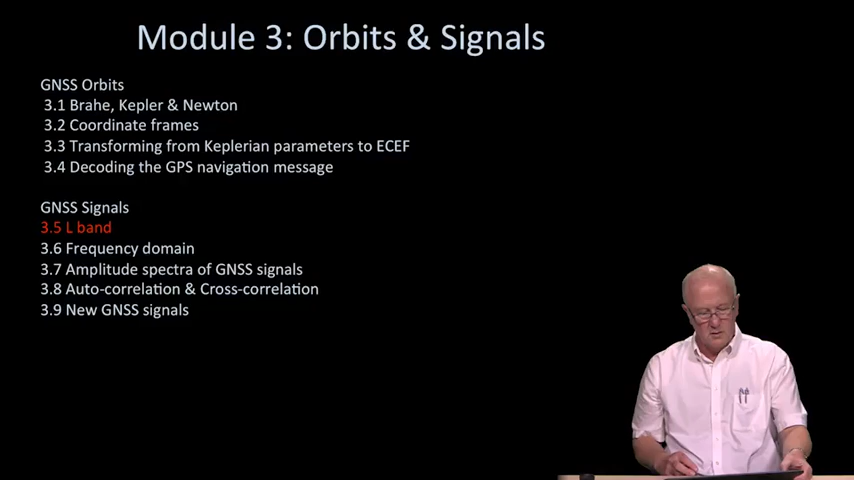 Module 3: Orbits & Signals
GNSS Orbits
3.1 Brahe, Kepler & Newton
3.2 Coordinate frames
3.3 Transforming from Keplerian parameters to ECEF
3.4 Decoding the GPS navigation message
GNSS Signals
3.5 L band
3.6 Frequency domain
3.7 Amplitude spectra of GNSS signals
3.8 Auto-correlation & Cross-correlation
3.9 New GNSS signals